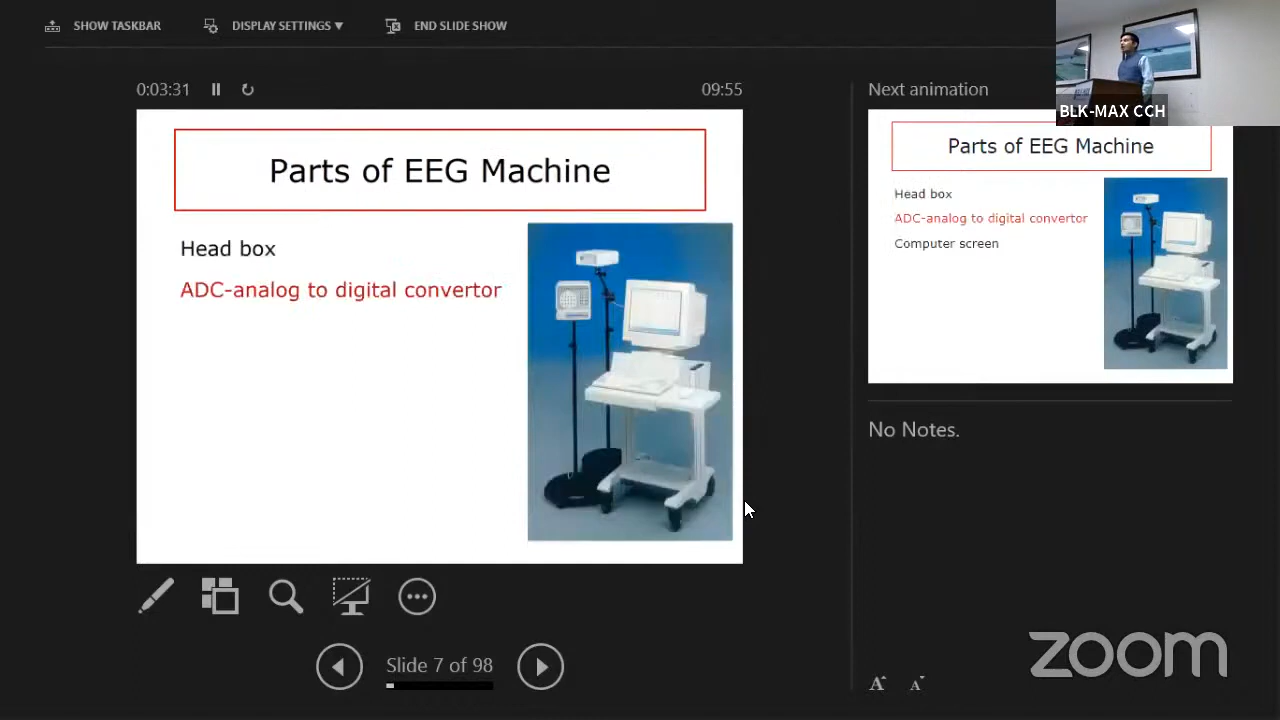 SHOW TASKBAR
DISPLAY SETTINGS ▼
END SLIDE SHOW
0:03:31
09:55
Next animation
BLK-MAX CCH
Parts of EEG Machine
Head box
ADC-analog to digital convertor
Parts of EEG Machine
Head box
ADC-analog to digital convertor
Computer screen
No Notes.
Slide 7 of 98
A A
zoom